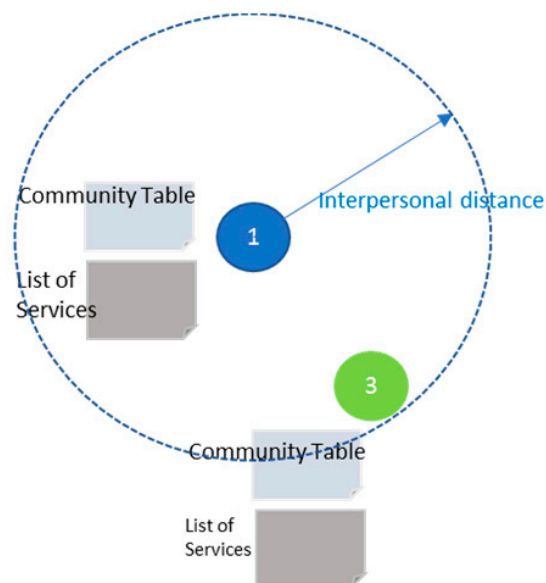 Community Table
1
Interpersonal distance
List of
Services
3
Community Table
List of
Services